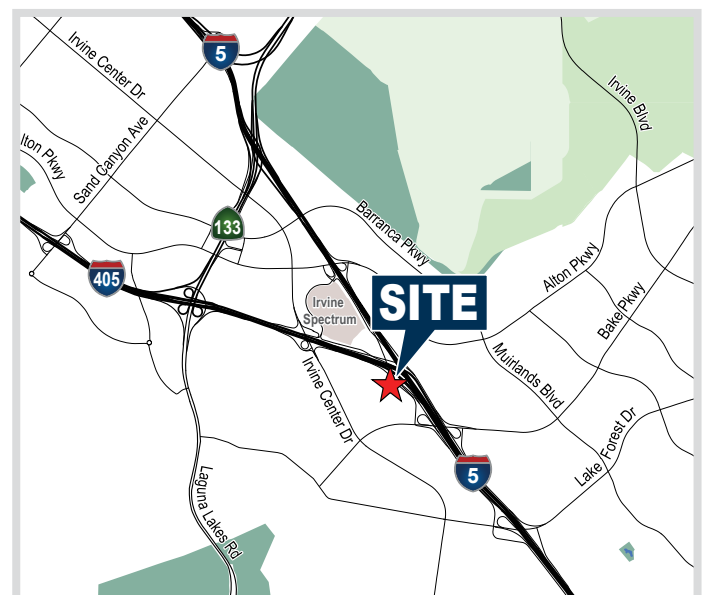 5
Irvine Center Dr
Irvine Blvd
Sand Canyon Ave
lton Pkwy
133
Barranca Pkwy
405
Alton Pkwy
SITE
Irvine
Spectrum
Bake Pkwy
Muirlands Blvd
Irvine Center Dr
Lake Forest Dr
5
Laguna Lakes Rd